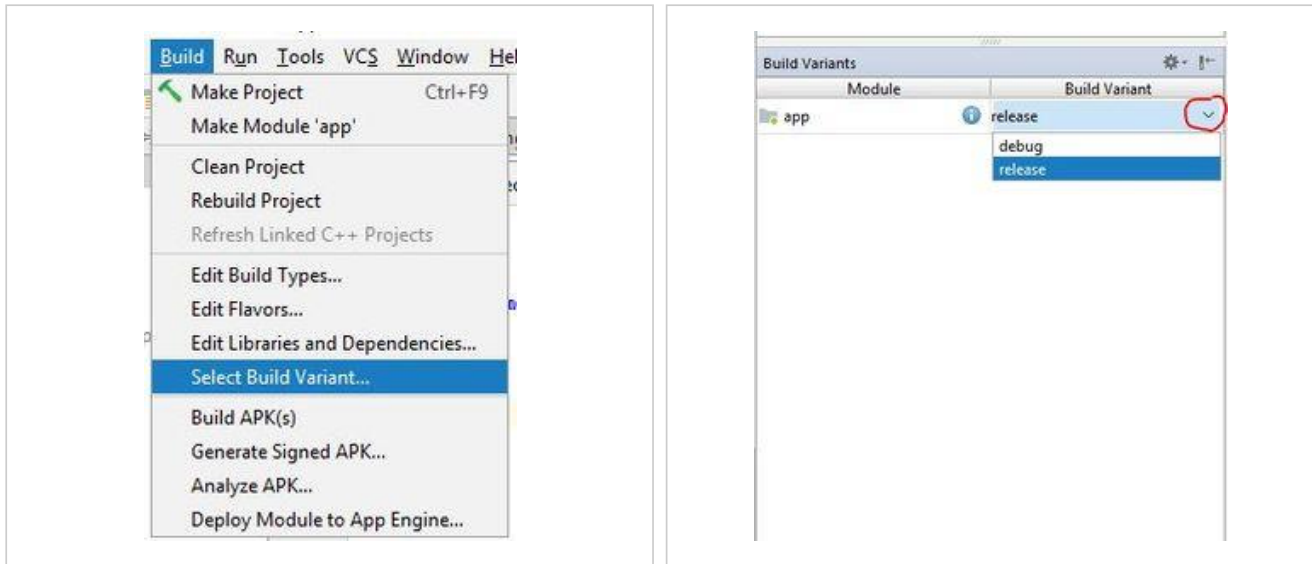 Build Run Tools VCS Window Hel
Make Project Ctrl+F9
Make Module 'app'
Clean Project
Rebuild Project
Refresh Linked C++ Projects
Edit Build Types...
Edit Flavors...
Edit Libraries and Dependencies...
Select Build Variant...
Build APK(s)
Generate Signed APK...
Analyze APK...
Deploy Module to App Engine...
Build Variants
Module Build Variant
app release
debug
release